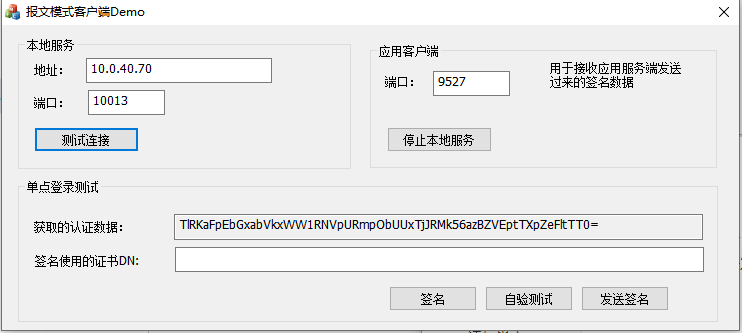 报文模式客户端Demo
本地服务
地址： 10.0.40.70
端口： 10013
测试连接
应用客户端
端口： 9527
用于接收应用服务端发送
过来的签名数据
停止本地服务
单点登录测试
获取的认证数据： TlRKaFpEbGxabVkxWW1RNVpURmpObUUxTjJRMk56azBZVEptTXpZeFltTT0=
签名使用的证书DN:
签名 自验测试 发送签名